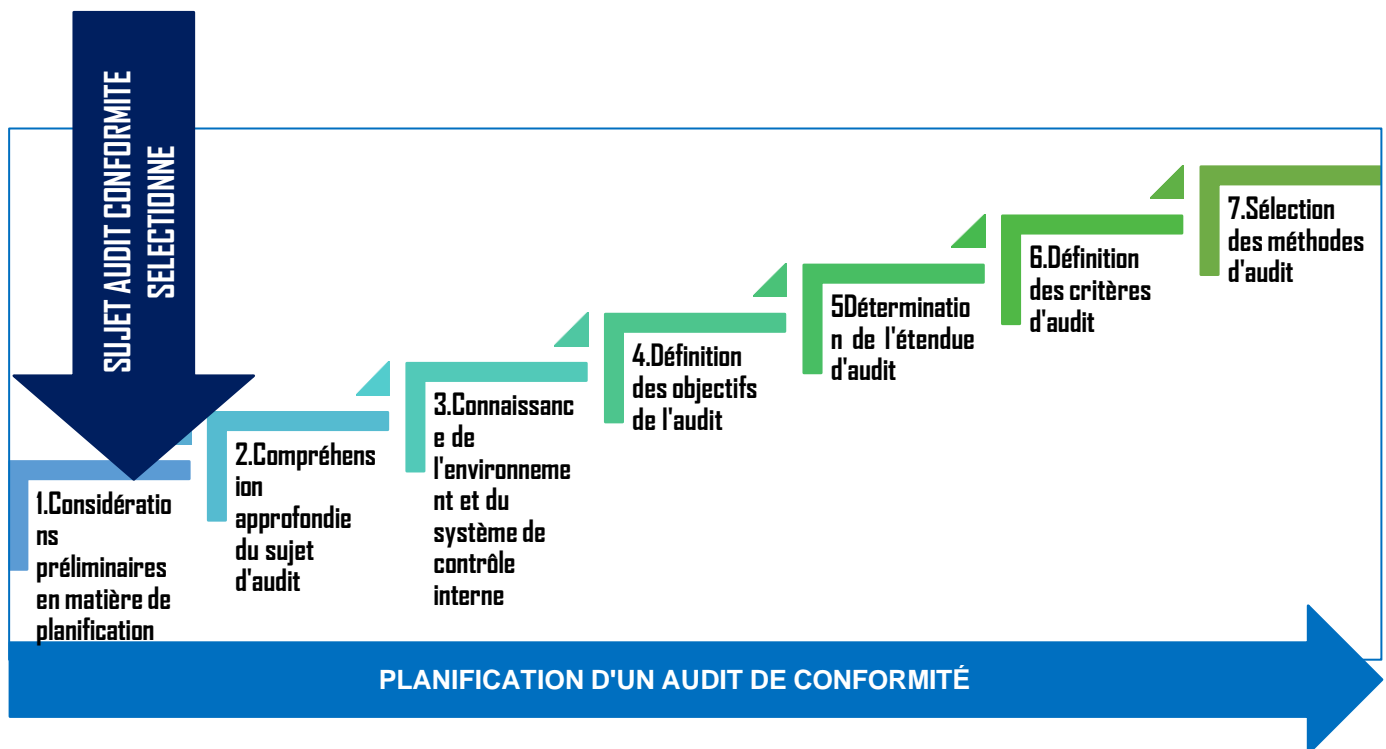 SUJET AUDIT CONFORMITE
SELECTIONNE
1.Considératio
ns
préliminaires
en matière de
planification
2.Compréhens
ion
approfondie
du sujet
d'audit
3.Connaissanc
e de
l'environneme
nt et du
système de
contrôle
interne
4.Définition
des objectifs
de l'audit
5Déterminatio
n de l'étendue
d'audit
6.Définition
des critères
d'audit
7.Sélection
des méthodes
d'audit
PLANIFICATION D'UN AUDIT DE CONFORMITÉ